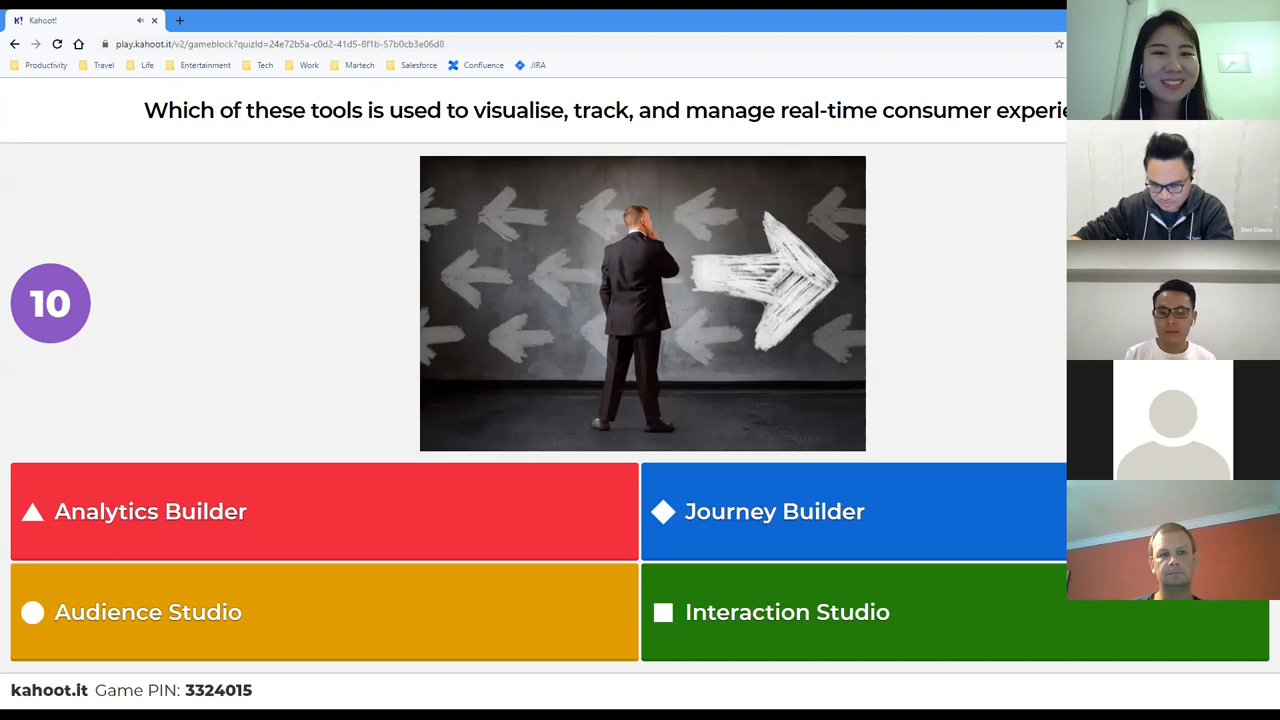 Kahoot!
play.kahoot.it/v2/gameblock?quizId=24e72b5a-c0d2-41d5-8f1b-57b0cb3e06d8
Productivity Travel Life Entertainment Tech Work Martech Salesforce Confluence JIRA
Which of these tools is used to visualise, track, and manage real-time consumer
Ben Dawos
10
Analytics Builder
Journey Builder
Audience Studio
Interaction Studio
kahoot.it Game PIN: 3324015